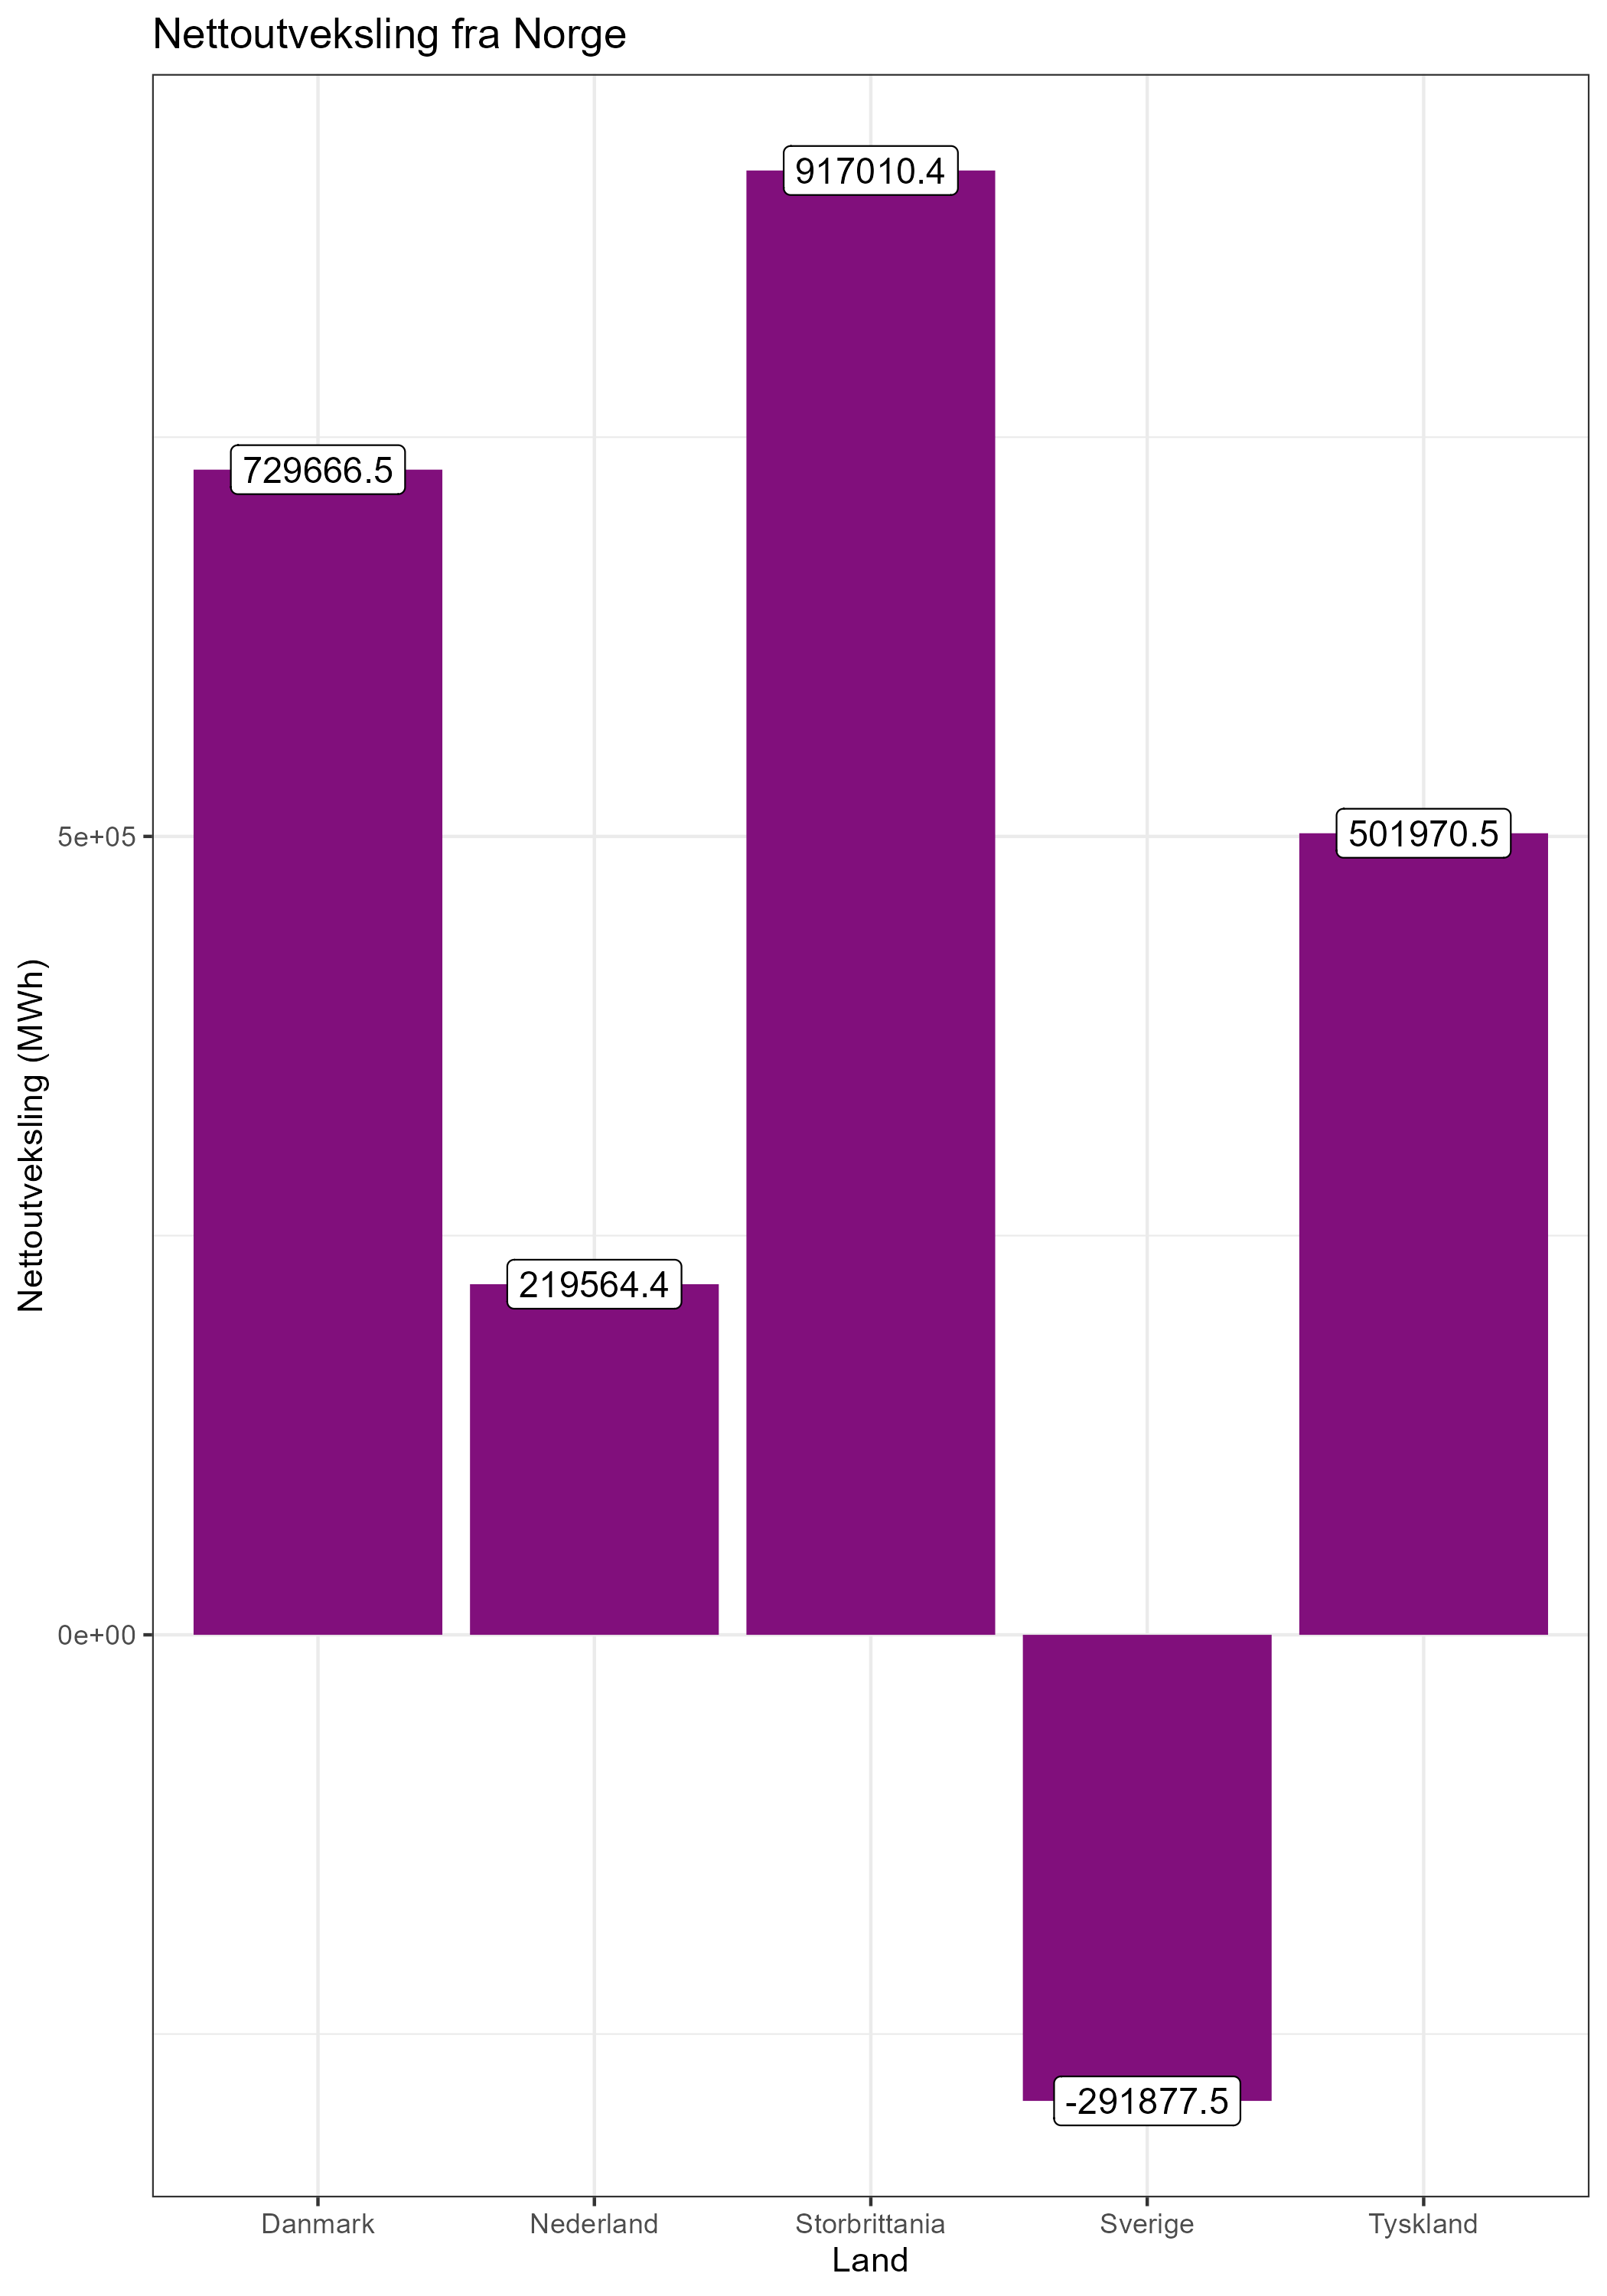 Nettoutveksling fra Norge
917010.4
729666.5
501970.5
219564.4
-291877.5
5e+05
0e+00
Nettoutveksling (MWh)
Danmark Nederland Storbrittania Sverige Tyskland
Land